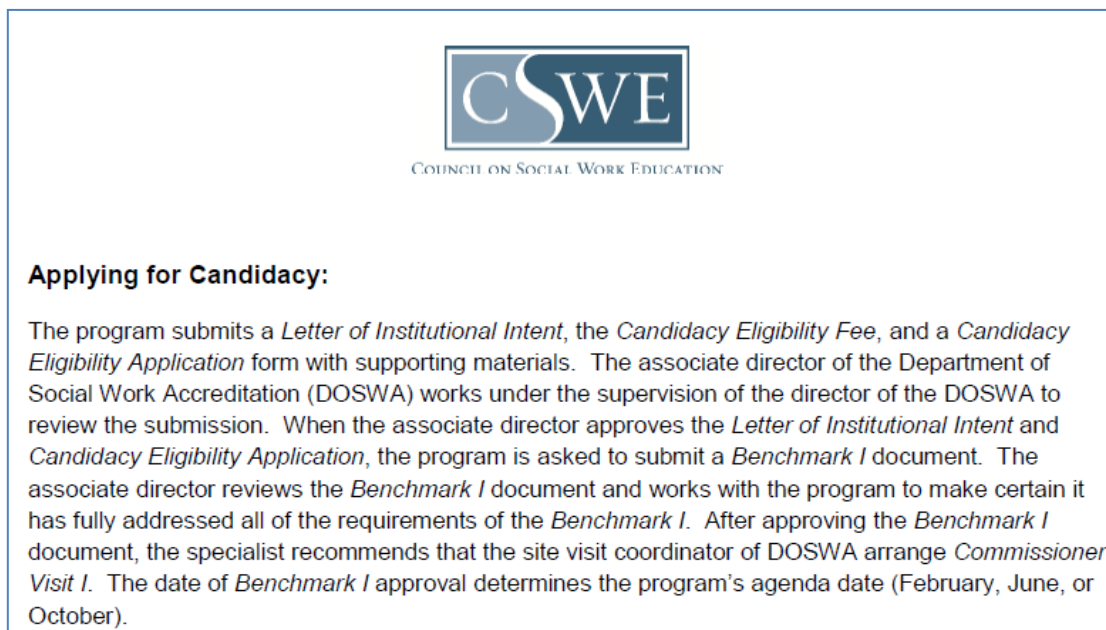 CSWE
COUNCIL ON SOCIAL WORK EDUCATION
Applying for Candidacy:
The program submits a Letter of Institutional Intent, the Candidacy Eligibility Fee, and a Candidacy
Eligibility Application form with supporting materials.  The associate director of the Department of
Social Work Accreditation (DOSWA) works under the supervision of the director of the DOSWA to
review the submission.  When the associate director approves the Letter of Institutional Intent and
Candidacy Eligibility Application, the program is asked to submit a Benchmark I document.  The
associate director reviews the Benchmark I document and works with the program to make certain it
has fully addressed all of the requirements of the Benchmark I.  After approving the Benchmark I
document, the specialist recommends that the site visit coordinator of DOSWA arrange Commissioner
Visit I.  The date of Benchmark I approval determines the program's agenda date (February, June, or
October).